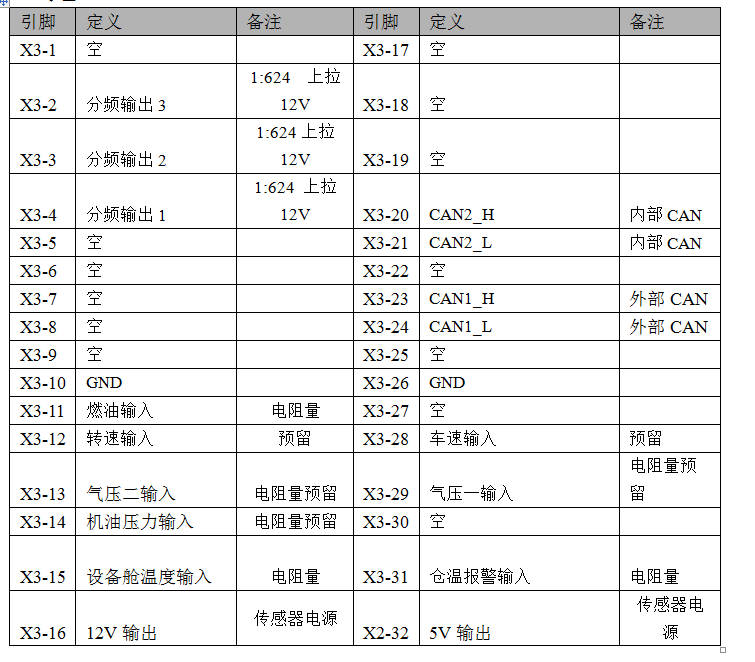 引脚 定义 备注 引脚 定义 备注
X3-1 空 X3-17 空
1:624 上拉
X3-2 分频输出 3 12V X3-18 空
1:624 上拉
X3-3 分频输出 2 12V X3-19 空
1:624 上拉
X3-4 分频输出 1 12V X3-20 CAN2_H 内部 CAN
X3-5 空 X3-21 CAN2_L 内部 CAN
X3-6 空 X3-22 空
X3-7 空 X3-23 CAN1_H 外部 CAN
X3-8 空 X3-24 CAN1_L 外部 CAN
X3-9 空 X3-25 空
X3-10 GND X3-26 GND
X3-11 燃油输入 电阻量 X3-27 空
X3-12 转速输入 预留 X3-28 车速输入 预留
电阻量预
X3-13 气压二输入 电阻量预留 X3-29 气压一输入 留
X3-14 机油压力输入 电阻量预留 X3-30 空
X3-15 设备舱温度输入 电阻量 X3-31 仓温报警输入 电阻量
传感器电源 传感器电
X3-16 12V 输出 X2-32 5V 输出 源